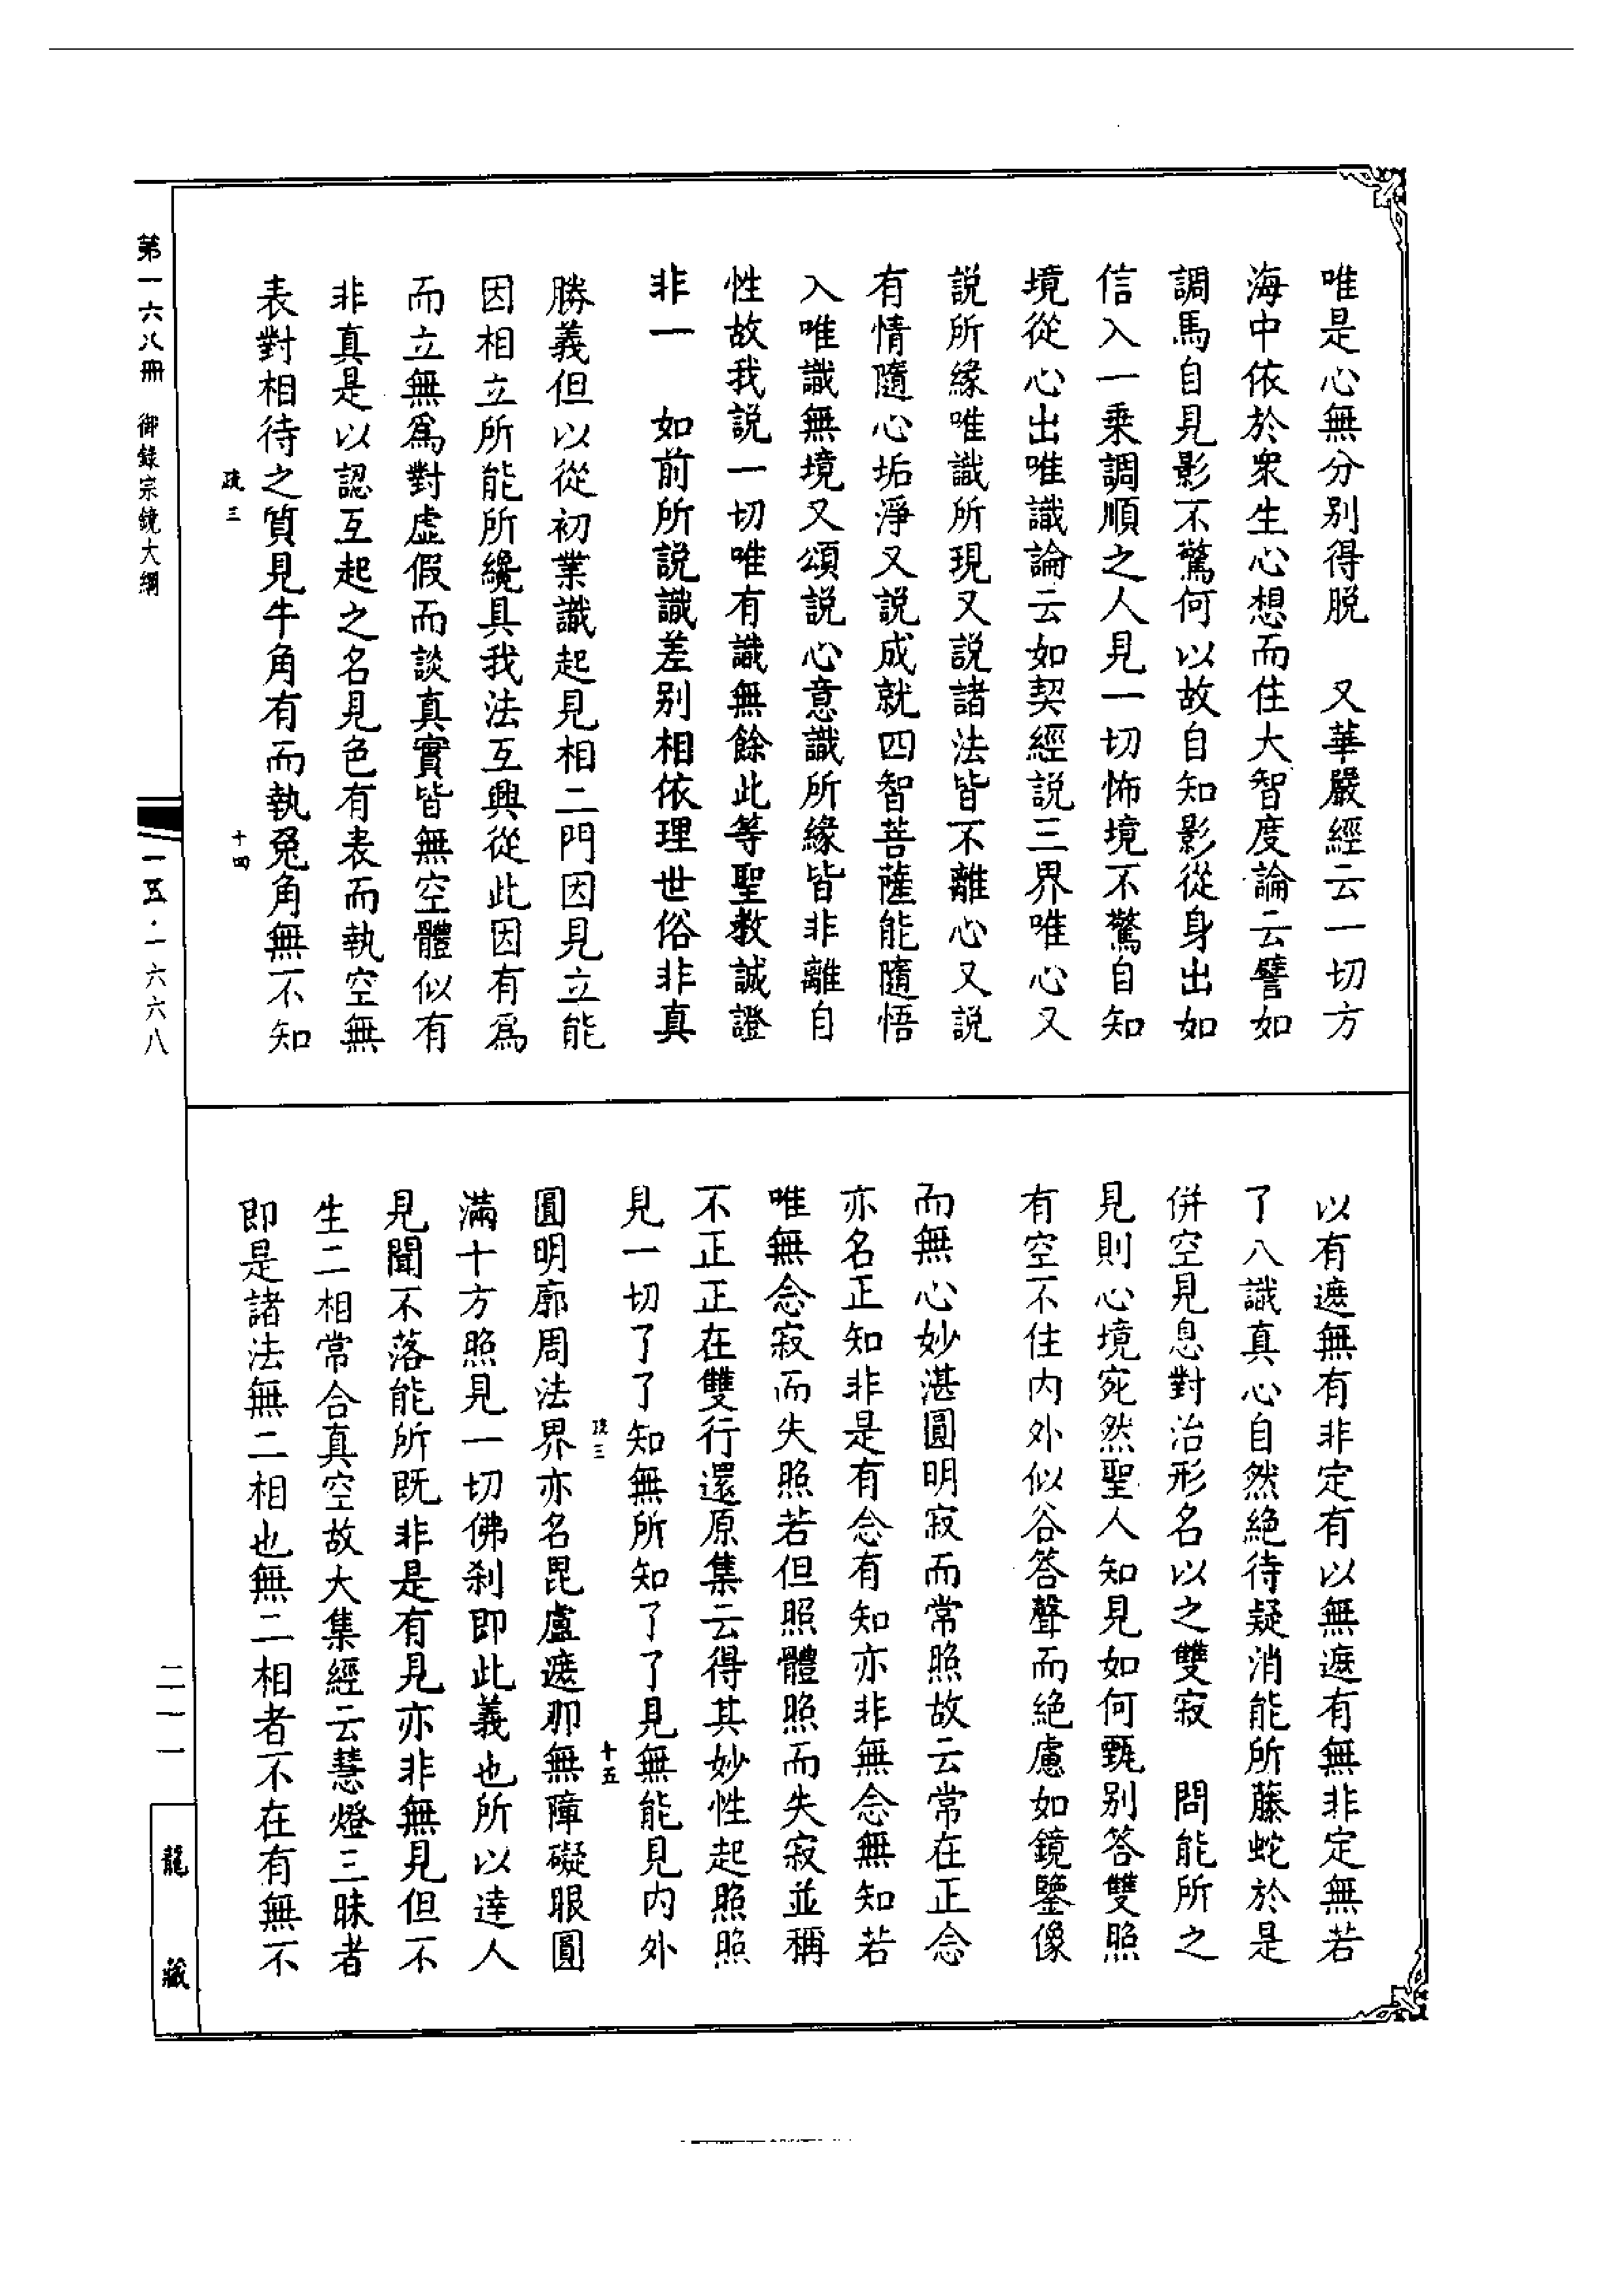 唯是心無分别得脱　又華嚴經云一切方
海中依於衆生心想而住大智度論云譬如
調馬自見影不驚何以故自知影從身出如
信入一乗調順之人見一切怖境不驚自知
境從心出唯識論云如契經説三界唯心又
説所緣唯識所現又説諸法皆不離心又説
有情隨心垢淨又説成就四智菩薩能隨悟
入唯識無境又頌説心意識所緣皆非離自
性故我説一切唯有識無餘此等聖教誠證
非一　如前所説識差别相依理世俗非真
勝義但以從初業識起見相二門因見立能
因相立所能所纔具我法互興從此因有爲
而立無爲對虚假而談真實皆無空體似有
非真是以認互起之名見色有表而執空無
表對相待之質見牛角有而執兔角無不知
疏三
十四
以有遮無有非定有以無遮有無非定無若
了八識真心自然絶待疑消能所藤蛇於是
併空見息對治形名以之雙寂　問能所之
見則心境宛然聖人知見如何甄别答雙照
有空不住内外似谷答聲而絶慮如鏡鑒像
而無心妙湛圓明寂而常照故云常在正念
亦名正知非是有念有知亦非無念無知若
唯無念寂而失照若但照體照而失寂並稱
不正正在雙行還原集云得其妙性起照照
見一切了了知無所知了了見無能見内外
疏三
十五
圓明廓周法界亦名毘盧遮那無障礙眼圓
滿十方照見一切佛刹即此義也所以達人
見聞不落能所既非是有見亦非無見但不
生二相常合真空故大集經云慧燈三昧者
即是諸法無二相也無二相者不在有無不
第一六八冊　御錄宗鏡大綱
一五·一六六八
二一一
龍藏